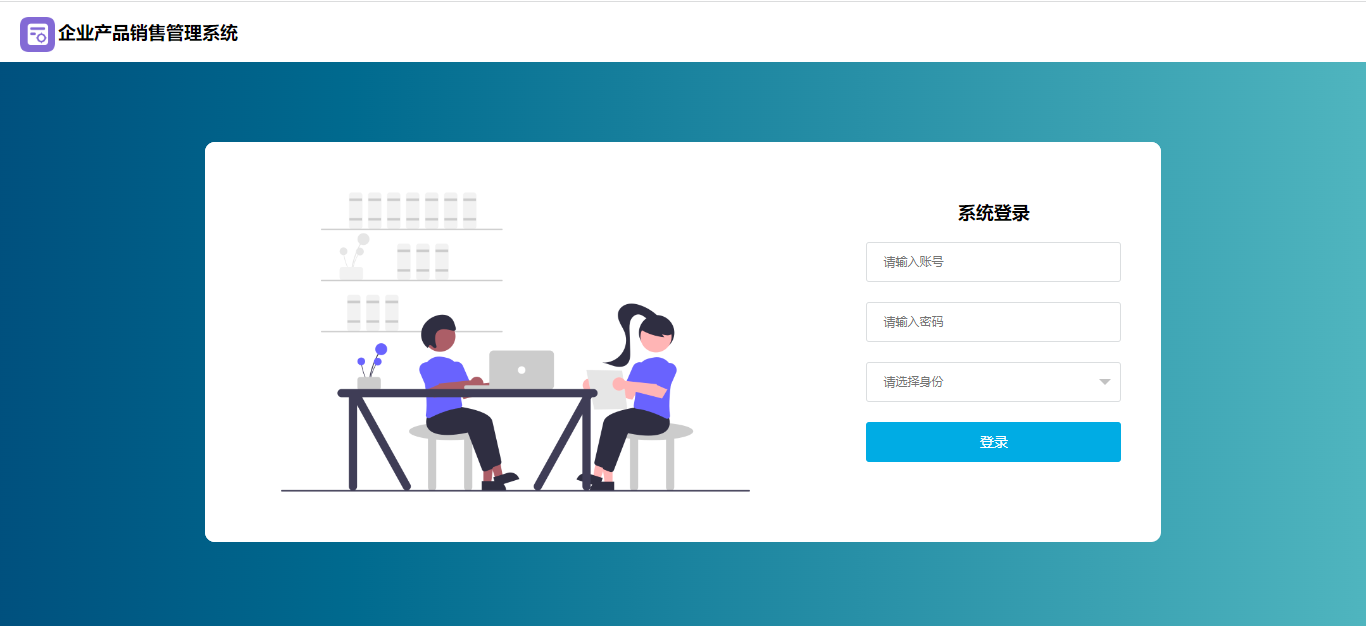 企业产品销售管理系统
系统登录
请输入账号
请输入密码
请选择身份
登录